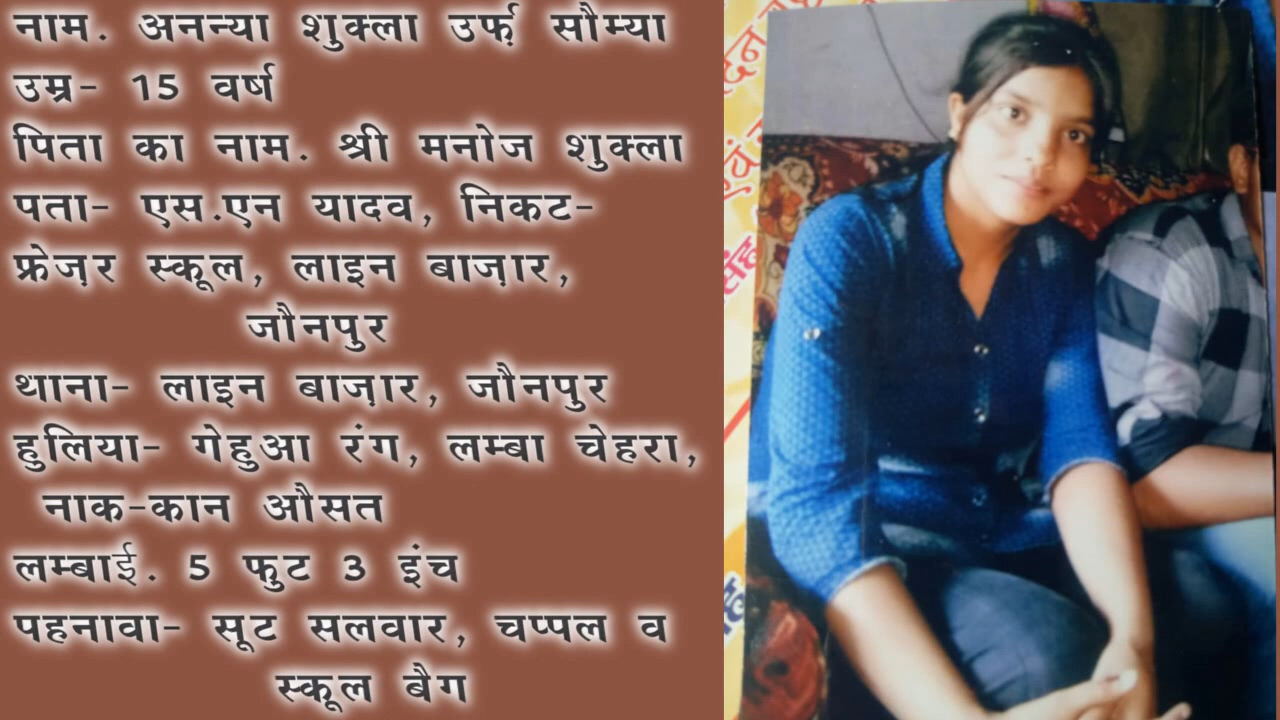 नाम. अनन्या शुक्ला उर्फ़ सौम्या
उम्र- 15 वर्ष
पिता का नाम. श्री मनोज शुक्ला
पता- एस.एन यादव, निकट-
फ्रेज़र स्कूल, लाइन बाज़ार,
जौनपुर
थाना- लाइन बाज़ार, जौनपुर
हुलिया- गेहुआ रंग, लम्बा चेहरा,
नाक-कान औसत
लम्बाई. 5 फुट 3 इंच
पहनावा- सूट सलवार, चप्पल व
स्कूल बैग